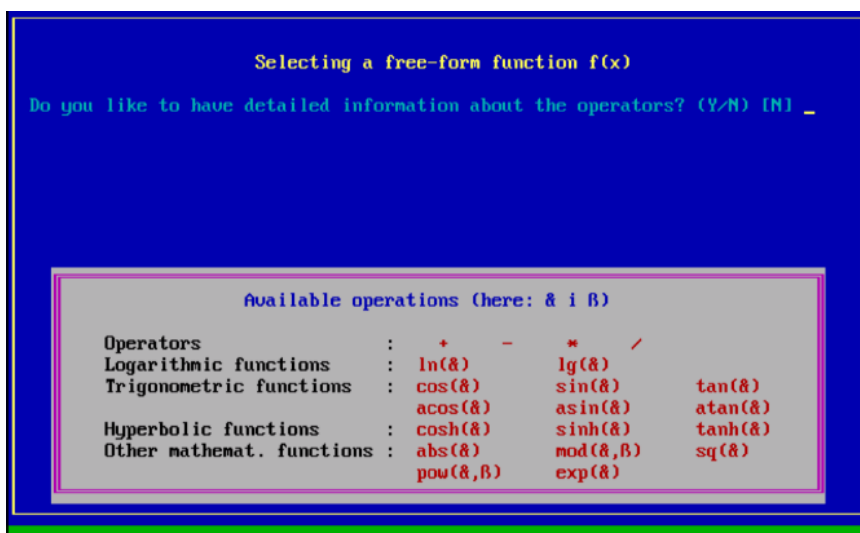 Selecting a free-form function f(x)
Do you like to have detailed information about the operators? (Y/N) [N] _
Available operations (here: & i ß)
Operators : + - * /
Logarithmic functions : ln(&) lg(&)
Trigonometric functions : cos(&) sin(&) tan(&)
acos(&) asin(&) atan(&)
Hyperbolic functions : cosh(&) sinh(&) tanh(&)
Other mathemat. functions : abs(&) mod(&,ß) sq(&)
pow(&,ß) exp(&)